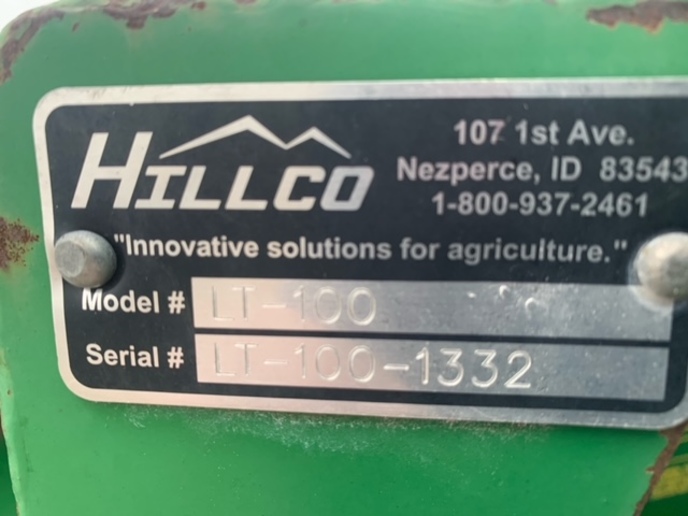 HILLCO
107 1st Ave.
Nezperce, ID 83543
1-800-937-2461
"Innovative solutions for agriculture."
Model # LT-100
Serial # LT-100-1332